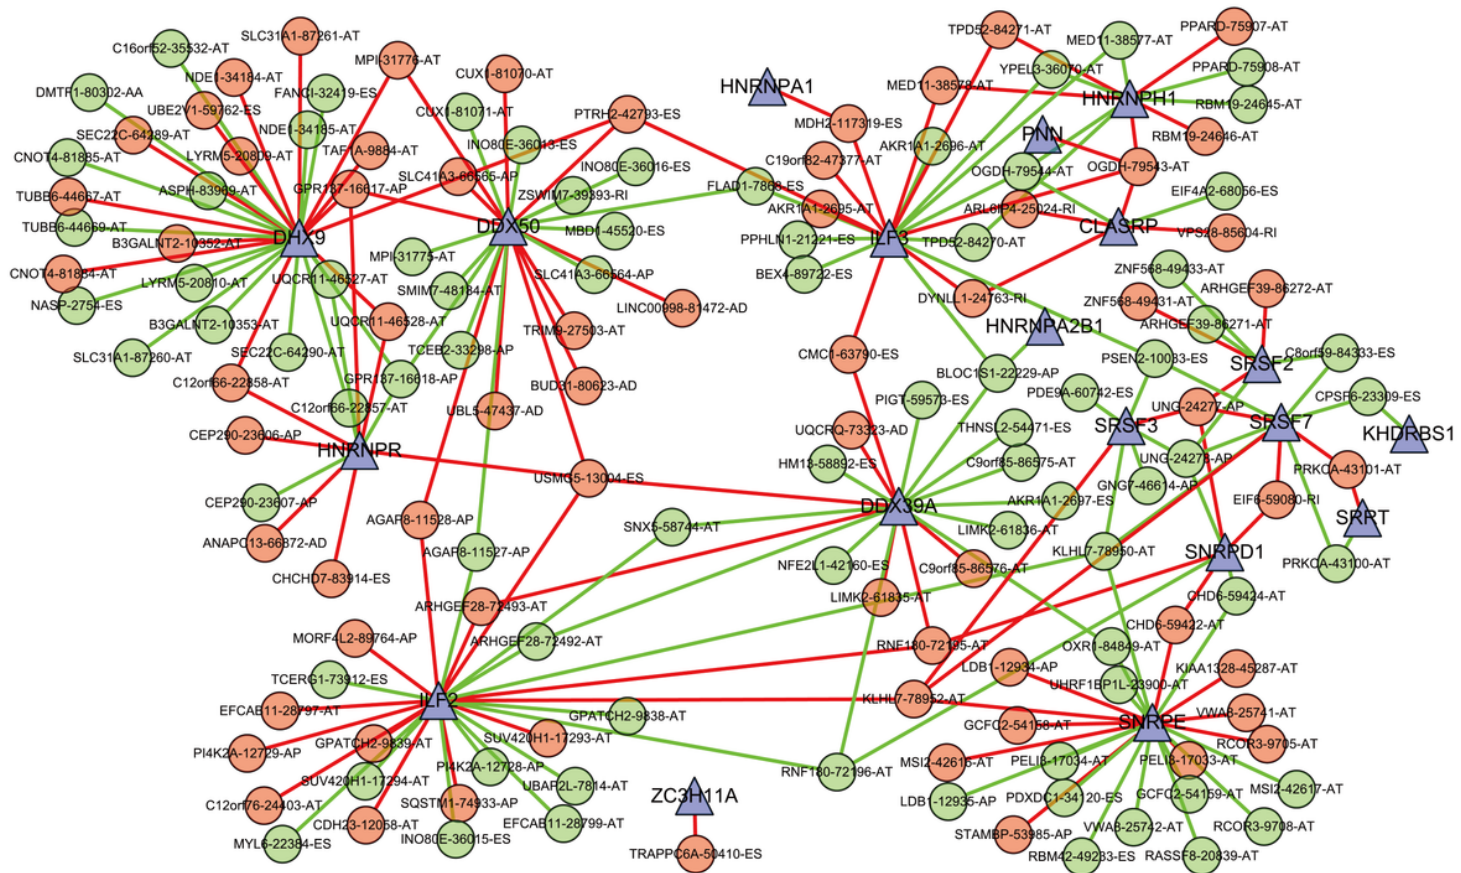 SLC31A1-87261-AT
C16orf52-35532-AT
MPI-31776-AT
CUX1-81070-AT
NDE1-34184-AT
DMTF1-80302-AA
FANCI-32419-ES
UBE2V1-59762-ES
CUX1-81071-AT
PTRH2-42793-ES
HNRNPA1
TPD52-84271-AT
MED11-38577-AT
PPARD-75907-AT
YPEL3-36070-AT
PPARD-75908-AT
MED11-38578-AT
HNRNPH1
RBM19-24645-AT
MDH2-117319-ES
PNN
RBM19-24646-AT
SEC22C-64289-AT
NDE1-34185-AT
CNOT4-81885-AT
LYRM5-20809-AT
TAF1A-9884-AT
INO80E-36013-ES
AKR1A1-2696-AT
C19orf82-47377-AT
INO80E-36016-ES
OGDH-79544-AT
OGDH-79543-AT
SLC41A3-66565-AP
FLAD1-7868-ES
EIF4A2-68056-ES
TUBB6-44667-AT
ASPH-83969-AT
GPR137-16617-AP
ZSWIM7-39393-RI
AKR1A1-2695-AT
ARL6IP4-25024-RI
TUBB6-44669-AT
B3GALNT2-10352-AT
DHX9
DDX50
MBD1-45520-ES
PPHLN1-21221-ES
ILF3
TPD52-84270-AT
CLASRP
VPS28-85604-RI
CNOT4-81884-AT
LYRM5-20810-AT
UQCR11-46527-AT
MPI-31775-AT
SLC41A3-66564-AP
BEX4-89722-ES
ZNF568-49433-AT
ARHGEF39-86272-AT
NASP-2754-ES
SMIM7-48184-AT
LINC00998-81472-AD
DYNLL1-24763-RI
ZNF568-49431-AT
B3GALNT2-10353-AT
UQCR11-46528-AT
TRIM9-27503-AT
HNRNPA2B1
ARHGEF39-86271-AT
SLC31A1-87260-AT
SEC22C-64290-AT
TCEB2-33298-AP
CMC1-63790-ES
PSEN2-10083-ES
C8orf59-84333-ES
SRSF2
C12orf66-22858-AT
GPR137-16618-AP
BUD31-80623-AD
BLOC1S1-22229-AP
PDE9A-60742-ES
CPSF6-23309-ES
C12orf66-22857-AT
UBL5-47437-AD
PIGT-59573-ES
UNG-24277-AP
CEP290-23606-AP
HNRNPR
UQCRQ-73323-AD
THNSL2-54471-ES
SRSF3
SRSF7
KHDRBS1
HM13-58892-ES
C9orf85-86575-AT
UNG-24278-AP
PRKCA-43101-AT
USMG5-13004-ES
GNG7-46614-AP
CEP290-23607-AP
DDX39A
AKR1A1-2697-ES
EIF6-59080-RI
SRPT
AGAP8-11528-AP
SNX5-58744-AT
LIMK2-61836-AT
ANAPC13-66872-AD
AGAP8-11527-AP
KLHL7-78950-AT
SNRPD1
PRKCA-43100-AT
NFE2L1-42160-ES
C9orf85-86576-AT
CHCHD7-83914-ES
LIMK2-61835-AT
CHD6-59424-AT
ARHGEF28-72493-AT
CHD6-59422-AT
MORF4L2-89764-AP
ARHGEF28-72492-AT
RNF180-72195-AT
OXR1-84849-AT
LDB1-12934-AP
KIAA1328-45287-AT
TCERG1-73912-ES
UHRF1BP1L-23900-AT
ILF2
KLHL7-78952-AT
EFCAB11-28797-AT
GPATCH2-9838-AT
VWA8-25741-AT
GCFC2-54158-AT
SNRPE
PI4K2A-12729-AP
GPATCH2-9839-AT
SUV420H1-17293-AT
RCOR3-9705-AT
MSI2-42616-AT
PELI3-17034-AT
PELI3-17033-AT
PI4K2A-12728-AP
RNF180-72196-AT
SUV420H1-17294-AT
UBAP2L-7814-AT
MSI2-42617-AT
ZC3H11A
GCFC2-54159-AT
C12orf76-24403-AT
SQSTM1-74933-AP
LDB1-12935-AP
PDXDC1-34120-ES
CDH23-12058-AT
EFCAB11-28799-AT
VWA8-25742-AT
RCOR3-9708-AT
MYL6-22384-ES
INO80E-36015-ES
STAMBP-53985-AP
TRAPPC6A-50410-ES
RBM42-49233-ES
RASSF8-20839-AT